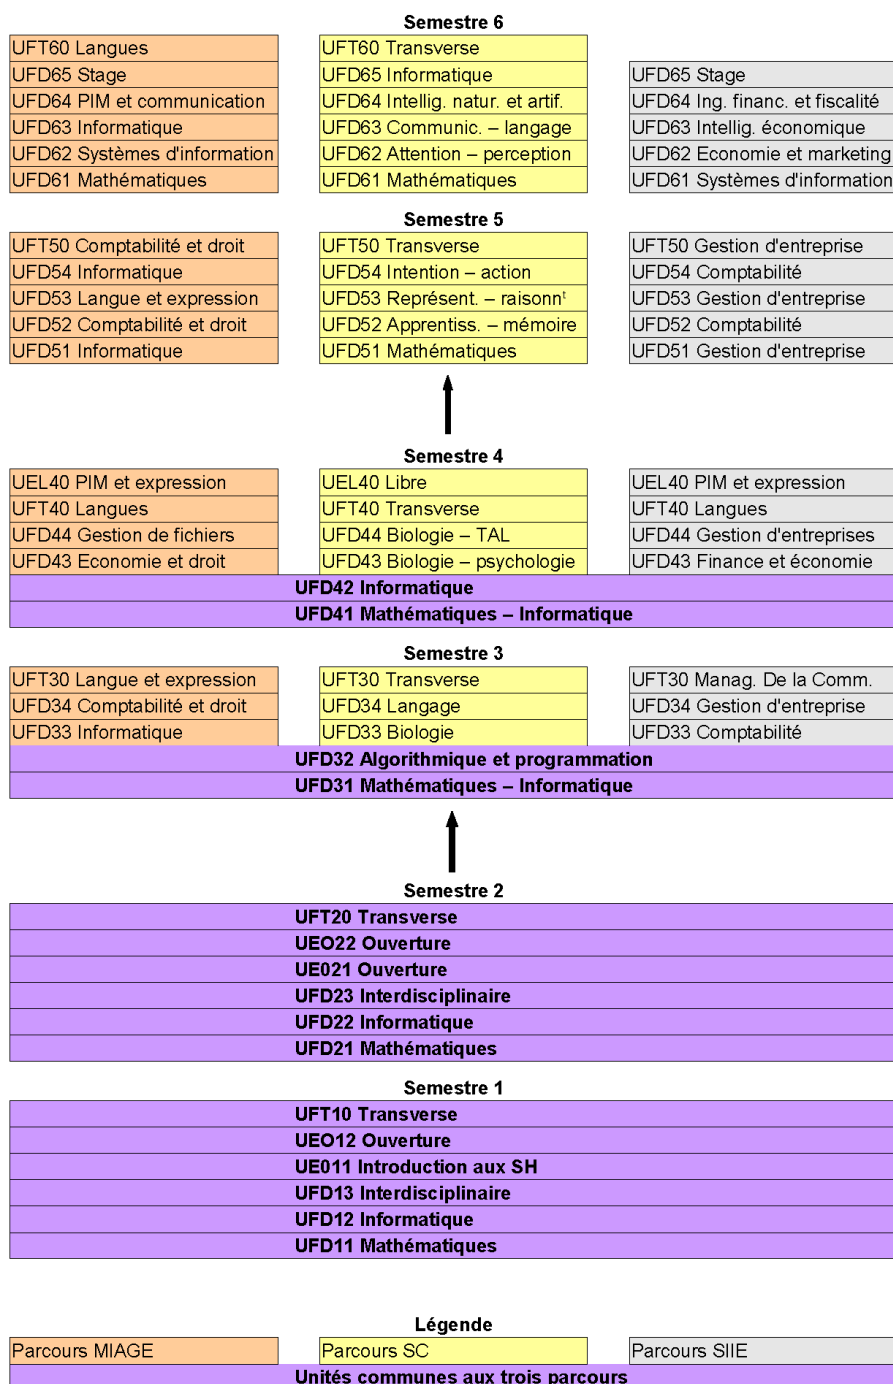 Semestre 6
UFT60 Langues
UFD65 Stage
UFD64 PIM et communication
UFD63 Informatique
UFD62 Systèmes d'information
UFD61 Mathématiques
UFT60 Transverse
UFD65 Informatique
UFD64 Intellig. natur. et artif.
UFD63 Communic. – langage
UFD62 Attention – perception
UFD61 Mathématiques
UFD65 Stage
UFD64 Ing. financ. et fiscalité
UFD63 Intellig. économique
UFD62 Economie et marketing
UFD61 Systèmes d'information
Semestre 5
UFT50 Comptabilité et droit
UFD54 Informatique
UFD53 Langue et expression
UFD52 Comptabilité et droit
UFD51 Informatique
UFT50 Transverse
UFD54 Intention – action
UFD53 Représent. – raisonnᵗ
UFD52 Apprentiss. – mémoire
UFD51 Mathématiques
UFT50 Gestion d'entreprise
UFD54 Comptabilité
UFD53 Gestion d'entreprise
UFD52 Comptabilité
UFD51 Gestion d'entreprise
Semestre 4
UEL40 PIM et expression
UFT40 Langues
UFD44 Gestion de fichiers
UFD43 Economie et droit
UEL40 Libre
UFT40 Transverse
UFD44 Biologie – TAL
UFD43 Biologie – psychologie
UEL40 PIM et expression
UFT40 Langues
UFD44 Gestion d'entreprises
UFD43 Finance et économie
UFD42 Informatique
UFD41 Mathématiques – Informatique
Semestre 3
UFT30 Langue et expression
UFD34 Comptabilité et droit
UFD33 Informatique
UFT30 Transverse
UFD34 Langage
UFD33 Biologie
UFT30 Manag. De la Comm.
UFD34 Gestion d'entreprise
UFD33 Comptabilité
UFD32 Algorithmique et programmation
UFD31 Mathématiques – Informatique
Semestre 2
UFT20 Transverse
UEO22 Ouverture
UE021 Ouverture
UFD23 Interdisciplinaire
UFD22 Informatique
UFD21 Mathématiques
Semestre 1
UFT10 Transverse
UEO12 Ouverture
UE011 Introduction aux SH
UFD13 Interdisciplinaire
UFD12 Informatique
UFD11 Mathématiques
Légende
Parcours MIAGE
Parcours SC
Parcours SIIE
Unités communes aux trois parcours